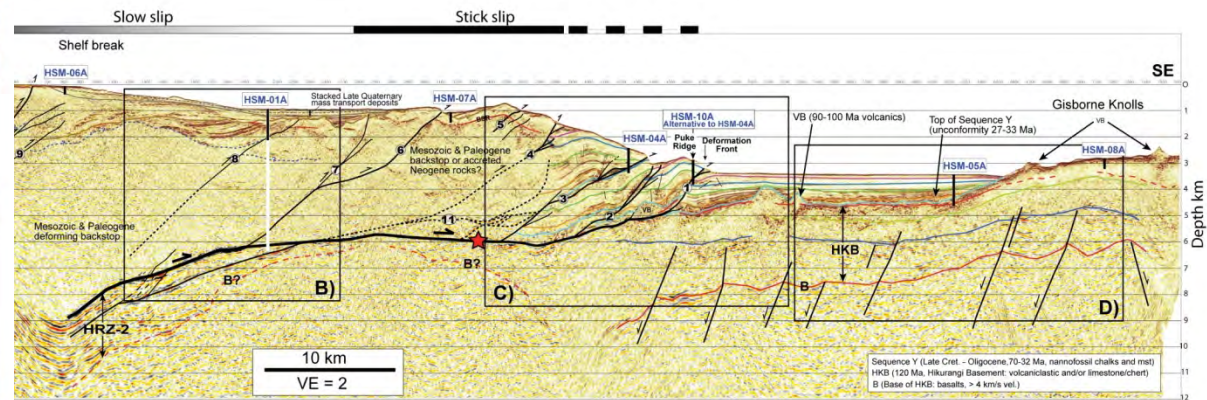 Slow slip
Stick slip
Shelf break
SE
HSM-06A
HSM-01A
Stacked Late Quaternary
mass transport deposits
HSM-07A
BSR
HSM-04A
HSM-10A
Alternative to HSM-04A
Puke
Ridge
Deformation
Front
VB (90-100 Ma volcanics)
Top of Sequence Y
(unconformity 27-33 Ma)
Gisborne Knolls
VB
HSM-05A
HSM-08A
Mesozoic & Paleogene
backstop or accreted
Neogene rocks?
Mesozoic & Paleogene
deforming backstop
9
8
7
6
5
4
3
2
1
11
VB
B?
B?
HKB
B
HRZ-2
B)
C)
D)
0
1
2
3
4
5
6
7
8
9
10
11
12
Depth km
10 km
VE = 2
Sequence Y (Late Cret. - Oligocene,70-32 Ma, nannofossil chalks and mst)
HKB (120 Ma, Hikurangi Basement: volcaniclastic and/or limestone/chert)
B (Base of HKB: basalts, > 4 km/s vel.)